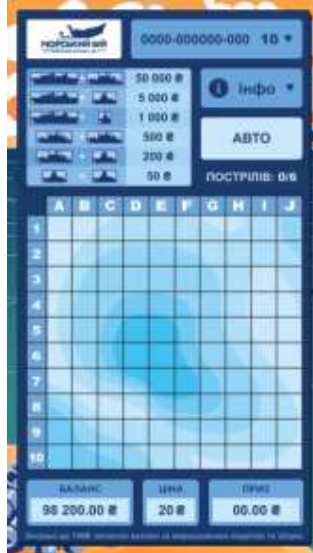 МОРСЬКИЙ БІЙ
0000-000000-000 10
50 000 ₴
5 000 ₴
1 000 ₴
500 ₴
200 ₴
50 ₴
i Інфо
АВТО
ПОСТРІЛІВ: 0/6
A B C D E F G H I J
1
2
3
4
5
6
7
8
9
10
БАЛАНС
98 200.00 ₴
ЦІНА
20 ₴
ПРИЗ
00.00 ₴